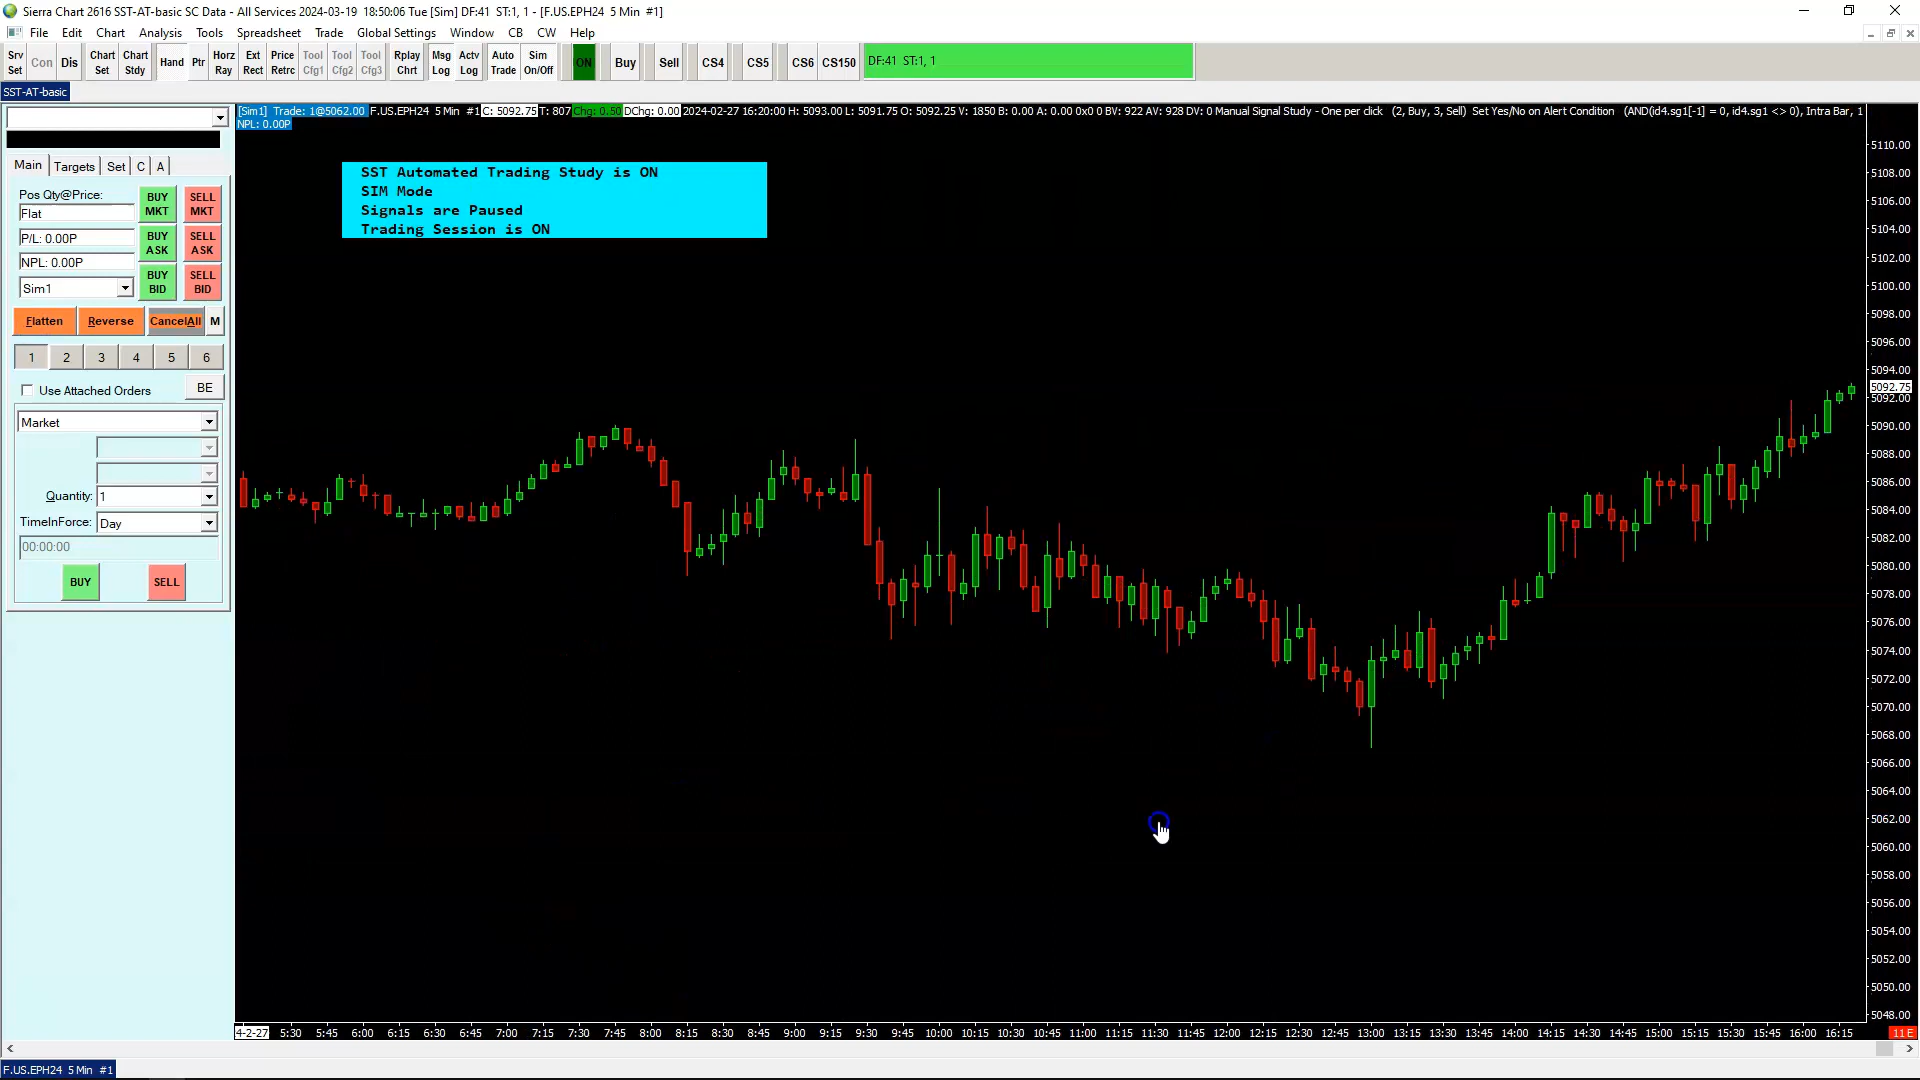 Sierra Chart 2616 SST-AT-basic SC Data - All Services 2024-03-19 18:50:06 Tue [Sim] DF:41 ST:1, 1 - [F.US.EPH24 5 Min #1]
File Edit Chart Analysis Tools Spreadsheet Trade Global Settings Window CB CW Help
Srv Set Con Dis Chart Set Chart Stdy Hand Ptr Horz Ray Ext Rect Price Retrc Tool Cfg1 Tool Cfg2 Tool Cfg3 Rplay Chrt Msg Log Actv Log Auto Trade Sim On/Off ON Buy Sell CS4 CS5 CS6 CS150 DF:41 ST:1, 1
SST-AT-basic
[Sim1] Trade: 1@5062.00 F.US.EPH24 5 Min #1 C: 5092.75 T: 807 Chg: 0.50 DChg: 0.00 2024-02-27 16:20:00 H: 5093.00 L: 5091.75 O: 5092.25 V: 1850 B: 0.00 A: 0.00 0x0 0 BV: 922 AV: 928 DV: 0 Manual Signal Study - One per click (2, Buy, 3, Sell) Set Yes/No on Alert Condition (AND(id4.sg1[-1] = 0, id4.sg1 <> 0), Intra Bar, 1
NPL: 0.00P
SST Automated Trading Study is ON
SIM Mode
Signals are Paused
Trading Session is ON
Main Targets Set C A
Pos Qty@Price:
Flat
BUY MKT
SELL MKT
P/L: 0.00P
BUY ASK
SELL ASK
NPL: 0.00P
Sim1
BUY BID
SELL BID
Flatten Reverse CancelAll M
1 2 3 4 5 6
Use Attached Orders BE
Market
Quantity: 1
TimeInForce: Day
00:00:00
BUY SELL
5110.00
5108.00
5106.00
5104.00
5102.00
5100.00
5098.00
5096.00
5094.00
5092.75
5092.00
5090.00
5088.00
5086.00
5084.00
5082.00
5080.00
5078.00
5076.00
5074.00
5072.00
5070.00
5068.00
5066.00
5064.00
5062.00
5060.00
5058.00
5056.00
5054.00
5052.00
5050.00
5048.00
4-2-27 5:30 5:45 6:00 6:15 6:30 6:45 7:00 7:15 7:30 7:45 8:00 8:15 8:30 8:45 9:00 9:15 9:30 9:45 10:00 10:15 10:30 10:45 11:00 11:15 11:30 11:45 12:00 12:15 12:30 12:45 13:00 13:15 13:30 13:45 14:00 14:15 14:30 14:45 15:00 15:15 15:30 15:45 16:00 16:15 11 E
F.US.EPH24 5 Min #1